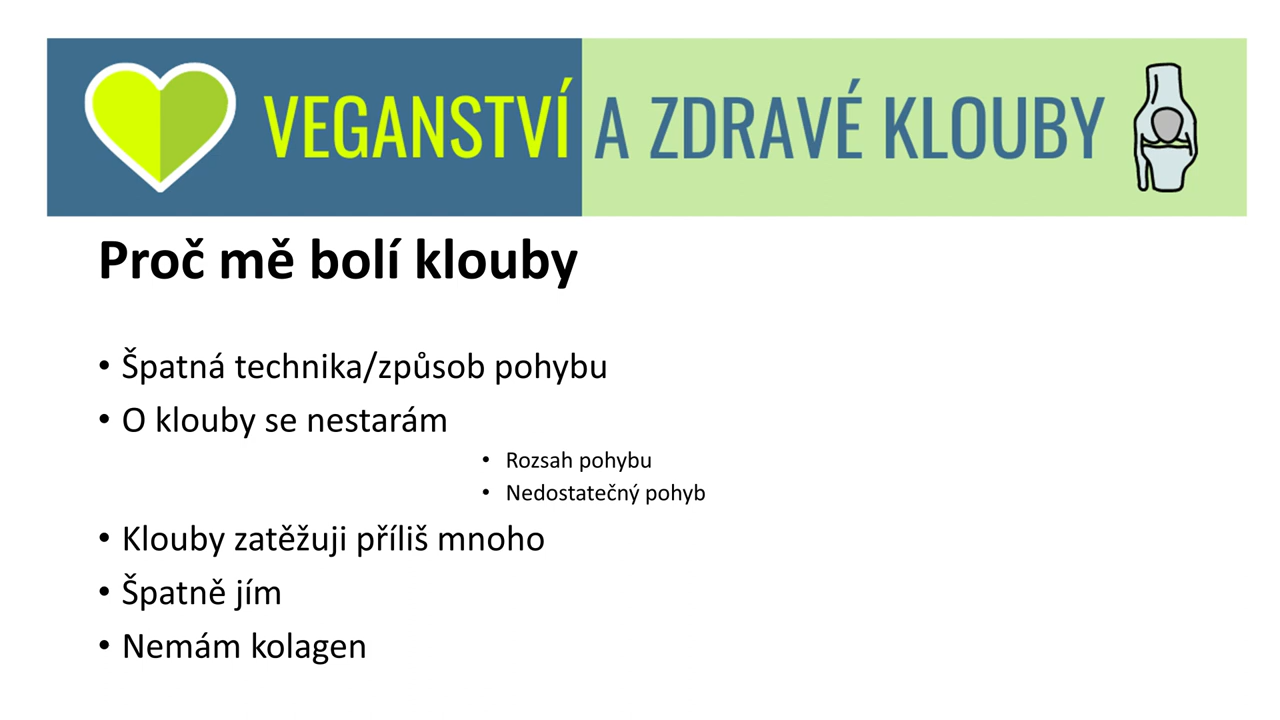 VEGANSTVÍ A ZDRAVÉ KLOUBY
Proč mě bolí klouby
• Špatná technika/způsob pohybu
• O klouby se nestarám
• Rozsah pohybu
• Nedostatečný pohyb
• Klouby zatěžuji příliš mnoho
• Špatně jím
• Nemám kolagen